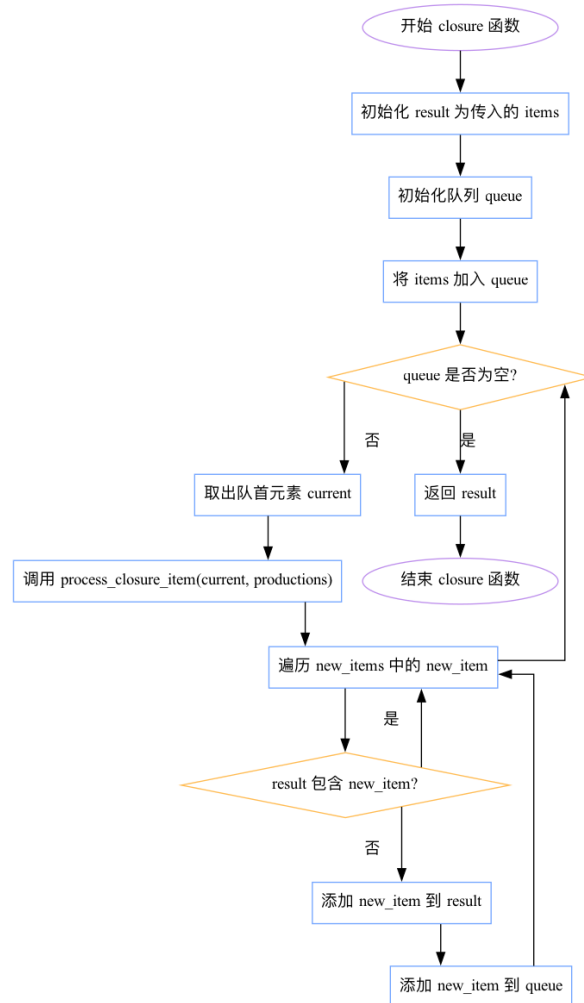 开始 closure 函数
初始化 result 为传入的 items
初始化队列 queue
将 items 加入 queue
queue 是否为空?
否
是
取出队首元素 current
返回 result
调用 process_closure_item(current, productions)
结束 closure 函数
遍历 new_items 中的 new_item
是
result 包含 new_item?
否
添加 new_item 到 result
添加 new_item 到 queue